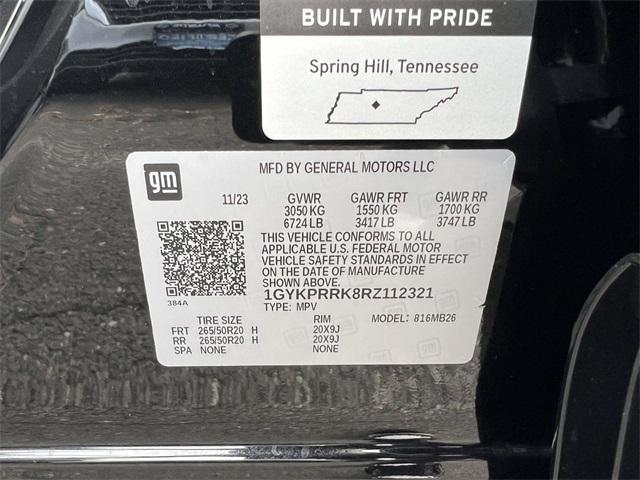 BUILT WITH PRIDE
Spring Hill, Tennessee
gm
MFD BY GENERAL MOTORS LLC
11/23 GVWR GAWR FRT GAWR RR
3050 KG 1550 KG 1700 KG
6724 LB 3417 LB 3747 LB
THIS VEHICLE CONFORMS TO ALL
APPLICABLE U.S. FEDERAL MOTOR
VEHICLE SAFETY STANDARDS IN EFFECT
ON THE DATE OF MANUFACTURE
SHOWN ABOVE.
384A
1GYKPRRK8RZ112321
TYPE: MPV
TIRE SIZE RIM MODEL: 816MB26
FRT 265/50R20 H 20X9J
RR 265/50R20 H 20X9J
SPA NONE NONE